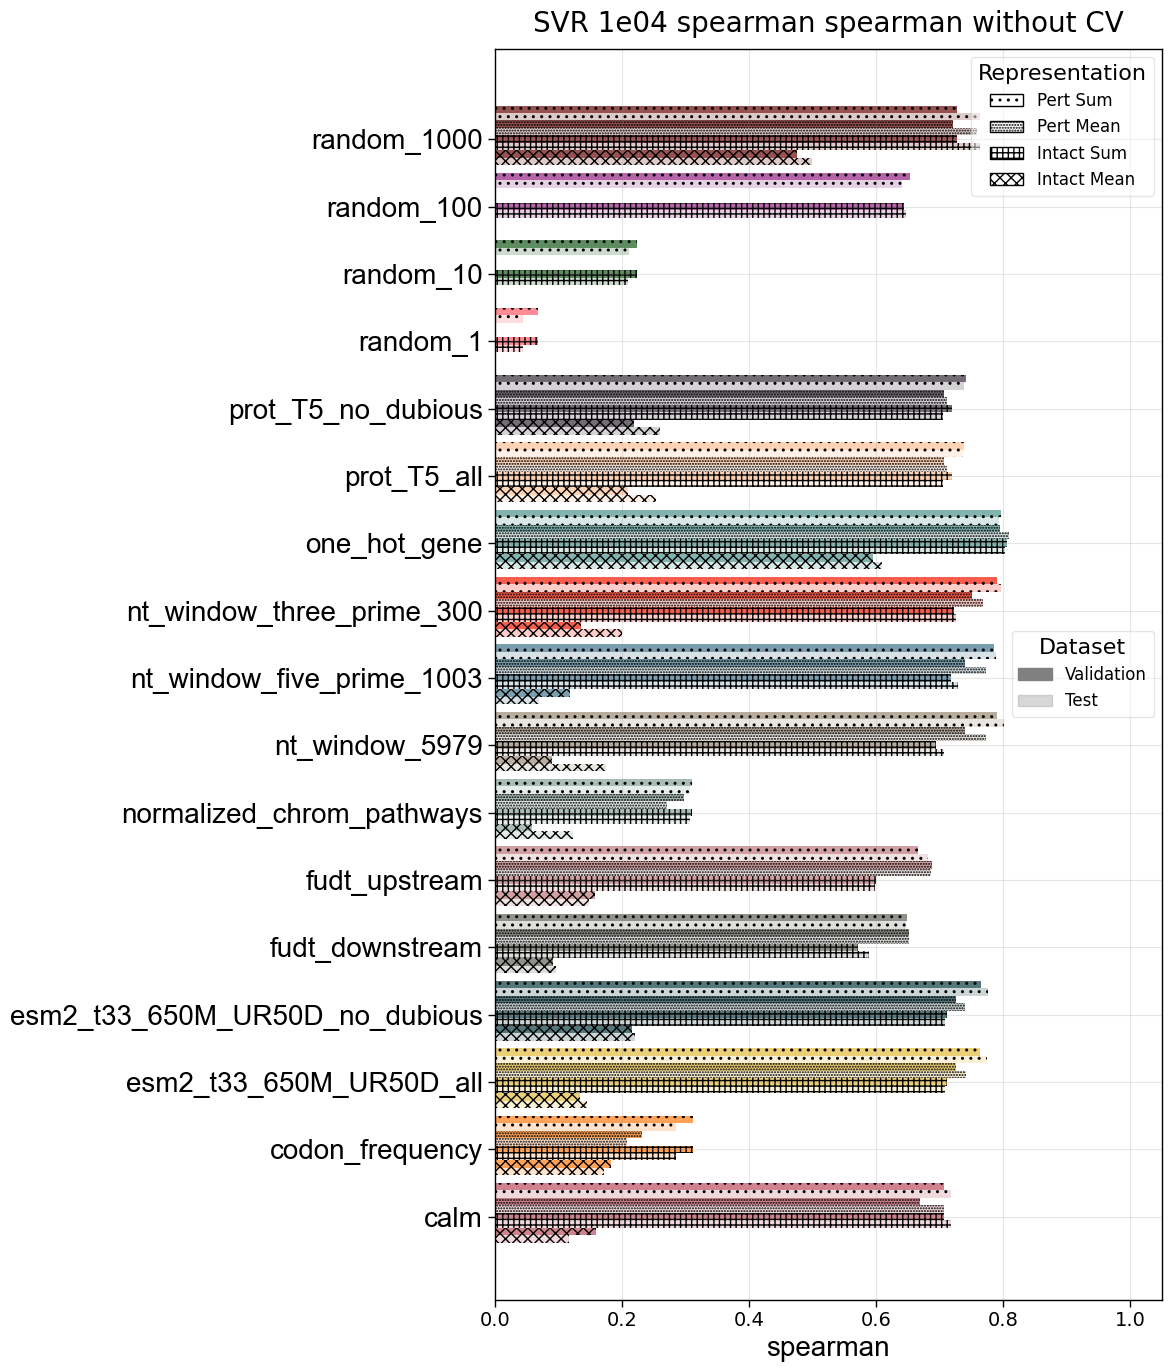 SVR 1e04 spearman spearman without CV
Representation
Pert Sum
Pert Mean
Intact Sum
Intact Mean
random_1000
random_100
random_10
random_1
prot_T5_no_dubious
prot_T5_all
one_hot_gene
nt_window_three_prime_300
nt_window_five_prime_1003
nt_window_5979
normalized_chrom_pathways
fudt_upstream
fudt_downstream
esm2_t33_650M_UR50D_no_dubious
esm2_t33_650M_UR50D_all
codon_frequency
calm
Dataset
Validation
Test
0.0 0.2 0.4 0.6 0.8 1.0
spearman